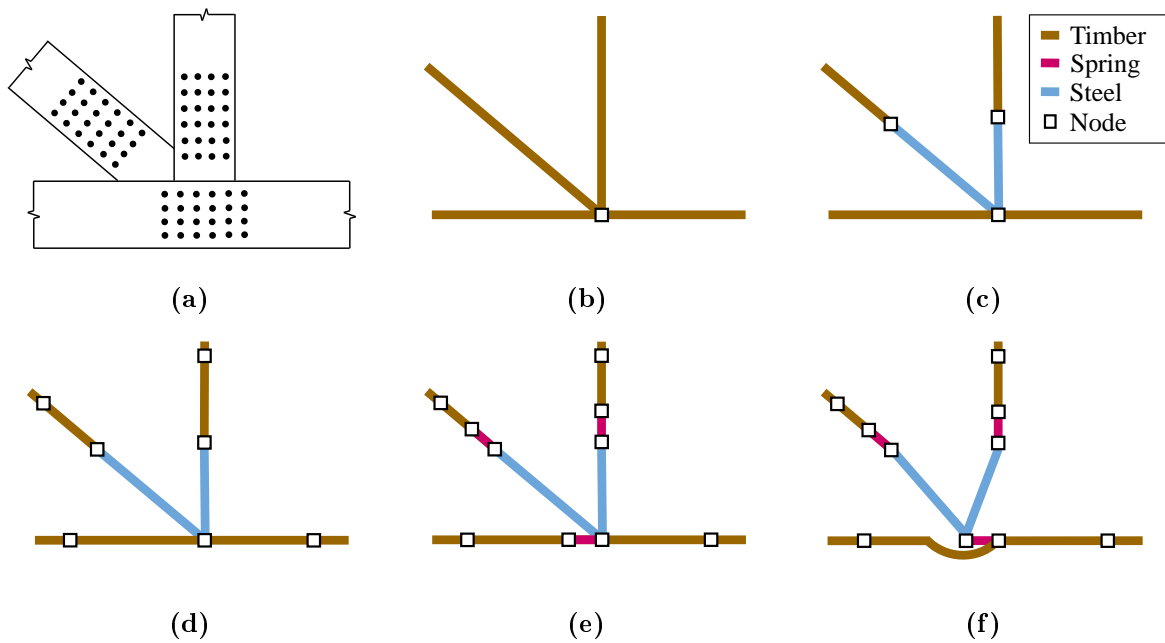 Timber
Spring
Steel
Node
(a)
(b)
(c)
(d)
(e)
(f)